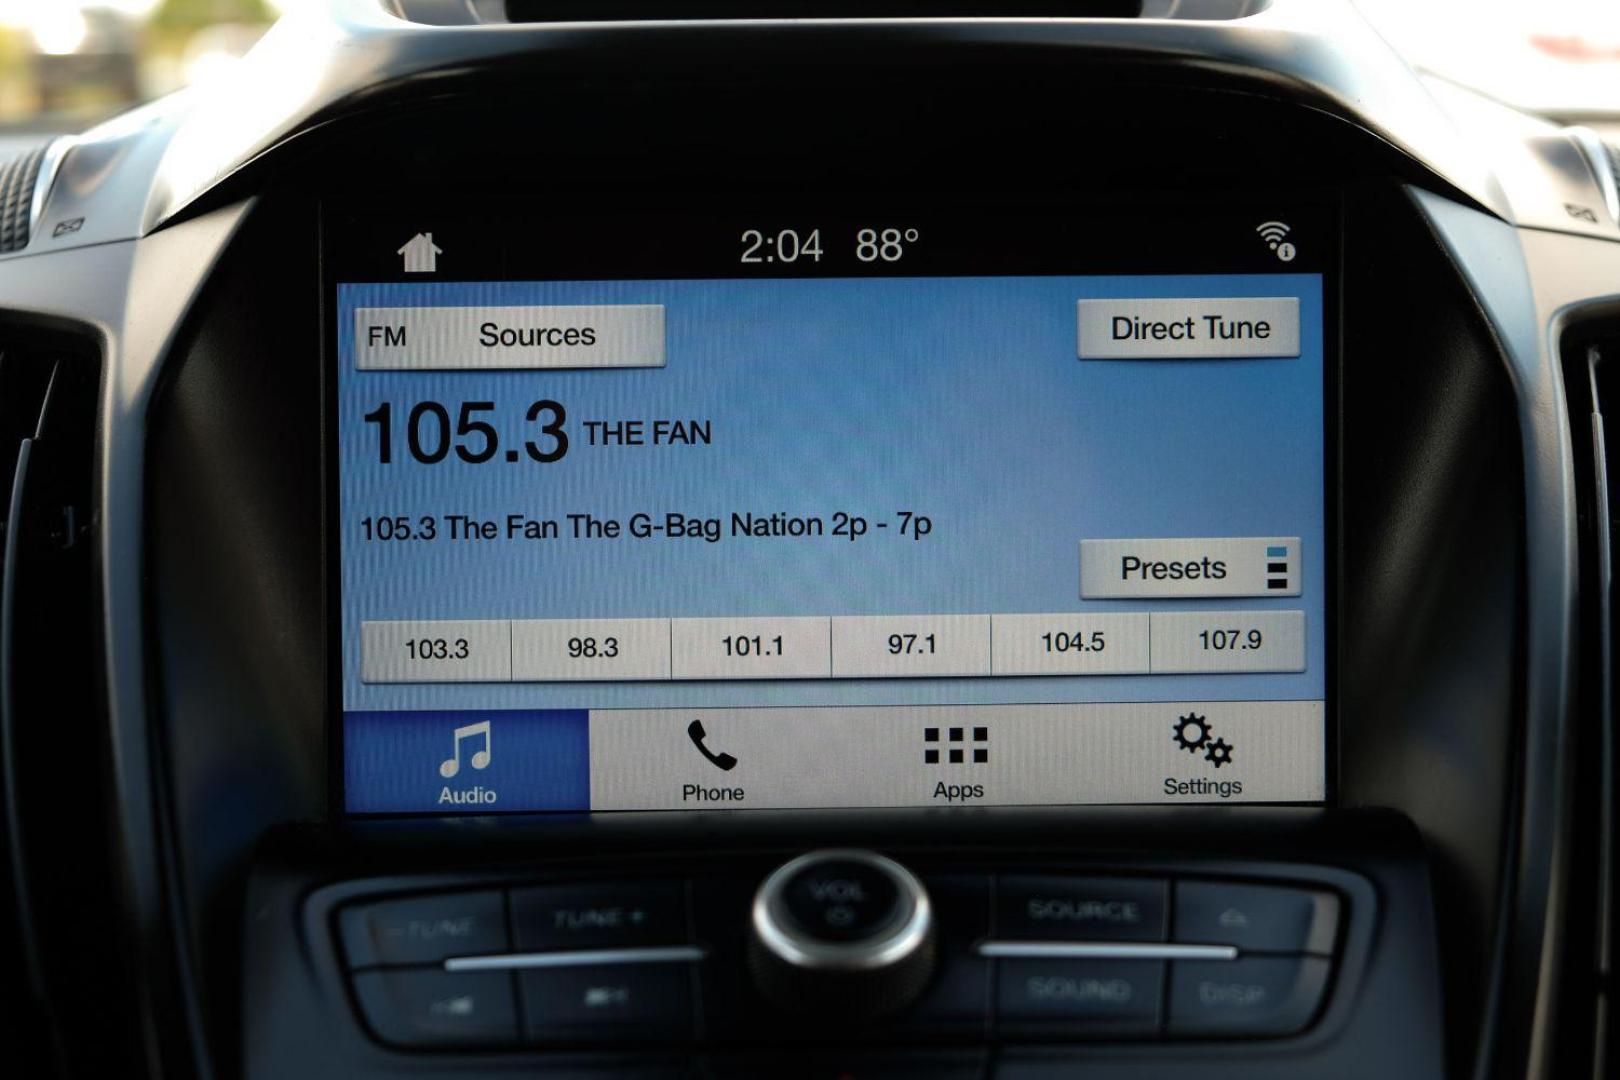 2:04 88°
FM Sources
Direct Tune
105.3 THE FAN
105.3 The Fan The G-Bag Nation 2p - 7p
Presets
103.3 98.3 101.1 97.1 104.5 107.9
Audio Phone Apps Settings
VOL
- TUNE TUNE + SOURCE
SOUND DISP